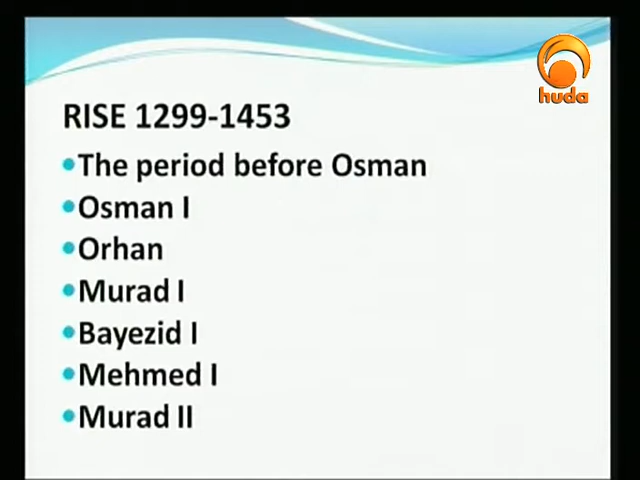 huda
RISE 1299-1453
•The period before Osman
•Osman I
•Orhan
•Murad I
•Bayezid I
•Mehmed I
•Murad II